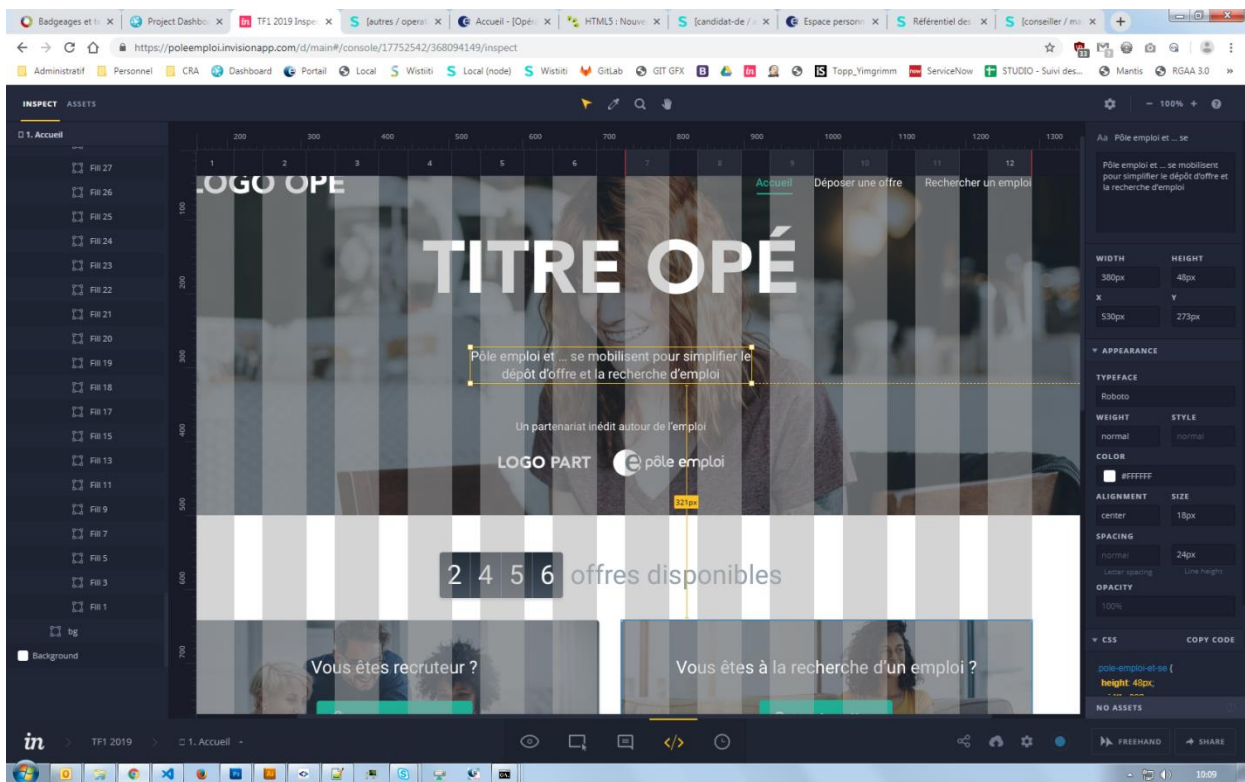 Badgeages et t
Project Dashbo
TF1 2019 Inspe
[autres / operat
Accueil - [Opér
HTML5 : Nouve
[candidat-de / 
Espace personn
Référentiel des
[conseiller / ma
https://poleemploi.invisionapp.com/d/main#/console/17752542/368094149/inspect
Administratif Personnel CRA Dashboard Portail Local Wistiti Local (node) Wistiti GitLab GIT GFX Topp_Yimgrimm ServiceNow STUDIO - Suivi des... Mantis RGAA 3.0 »
INSPECT ASSETS
- 100% +
1. Accueil
Fill 27
Fill 26
Fill 25
Fill 24
Fill 23
Fill 22
Fill 21
Fill 20
Fill 19
Fill 18
Fill 17
Fill 15
Fill 13
Fill 11
Fill 9
Fill 7
Fill 5
Fill 3
Fill 1
bg
Background
200 300 400 500 600 700 800 900 1000 1100 1200 1300
1 2 3 4 5 6 7 8 9 10 11 12
100
200
300
400
500
600
700
LOGO OPE
Accueil Déposer une offre Rechercher un emploi
TITRE OPÉ
Pôle emploi et ... se mobilisent pour simplifier le
dépôt d'offre et la recherche d'emploi
Un partenariat inédit autour de l'emploi
LOGO PART pôle emploi
321px
2 4 5 6 offres disponibles
Vous êtes recruteur ?
Vous êtes à la recherche d'un emploi ?
Aa Pôle emploi et ... se
Pôle emploi et ... se mobilisent
pour simplifier le dépôt d'offre et
la recherche d'emploi
WIDTH HEIGHT
380px 48px
X Y
530px 273px
APPEARANCE
TYPEFACE
Roboto
WEIGHT STYLE
normal normal
COLOR
#FFFFFF
ALIGNMENT SIZE
center 18px
SPACING
normal 24px
Letter spacing Line height
OPACITY
100%
CSS COPY CODE
.pole-emploi-et-se {
height: 48px;
NO ASSETS
in TF1 2019 1. Accueil
</>
FREEHAND SHARE
10:09